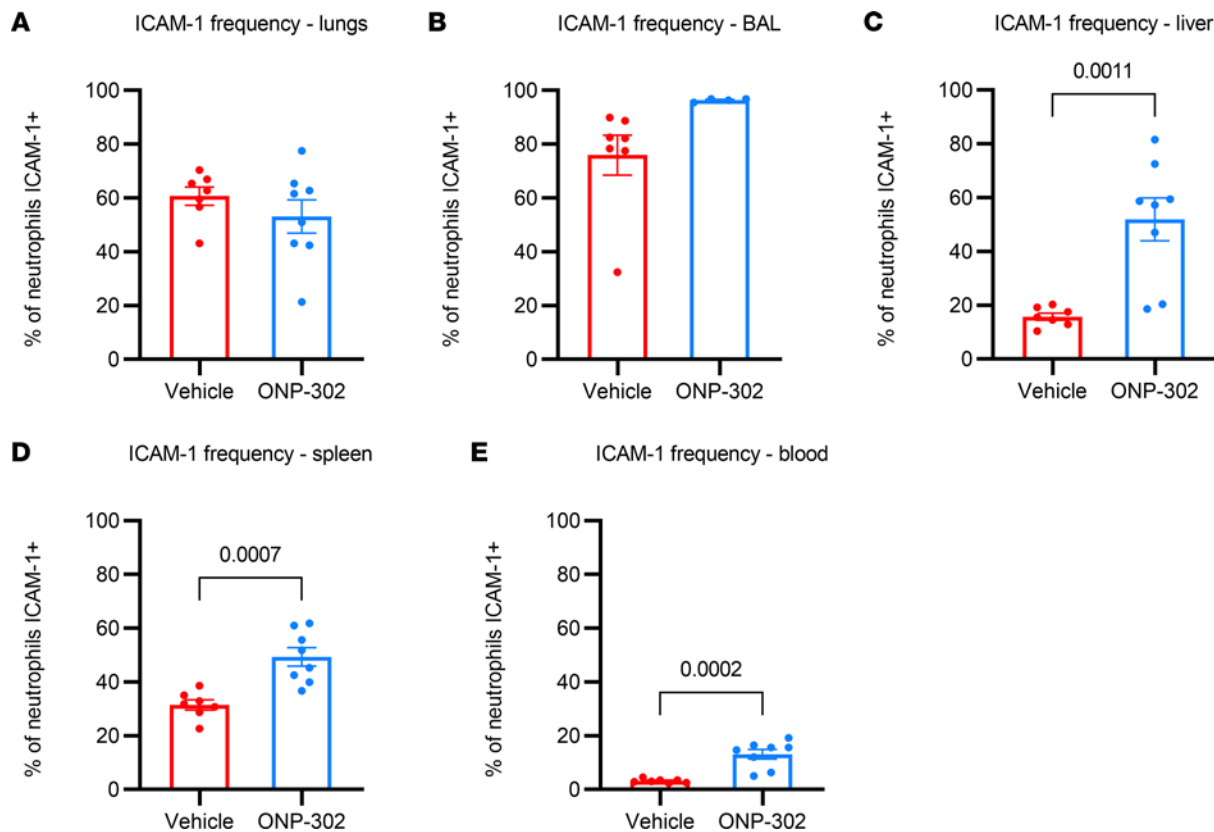 A
ICAM-1 frequency - lungs
% of neutrophils ICAM-1+
100
80
60
40
20
0
Vehicle
ONP-302
B
ICAM-1 frequency - BAL
% of neutrophils ICAM-1+
100
80
60
40
20
0
Vehicle
ONP-302
C
ICAM-1 frequency - liver
0.0011
% of neutrophils ICAM-1+
100
80
60
40
20
0
Vehicle
ONP-302
D
ICAM-1 frequency - spleen
0.0007
% of neutrophils ICAM-1+
100
80
60
40
20
0
Vehicle
ONP-302
E
ICAM-1 frequency - blood
0.0002
% of neutrophils ICAM-1+
100
80
60
40
20
0
Vehicle
ONP-302